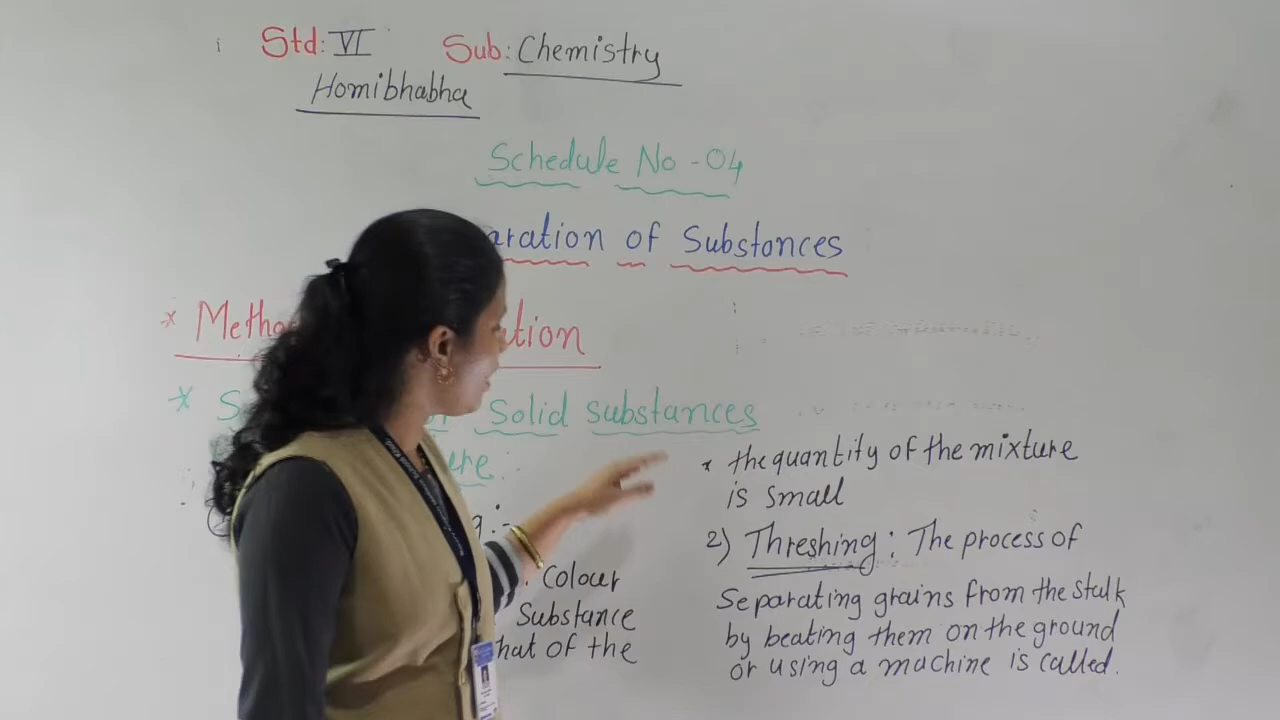 Std: VI Sub: Chemistry
Homibhabha
Schedule No - 04
aration of Substances
* Metho tion
* S Solid substances
re :
g :-
Colour
Substance
hat of the
* the quantity of the mixture
is small
2) Threshing : The process of
Separating grains from the stalk
by beating them on the ground
or using a machine is called.